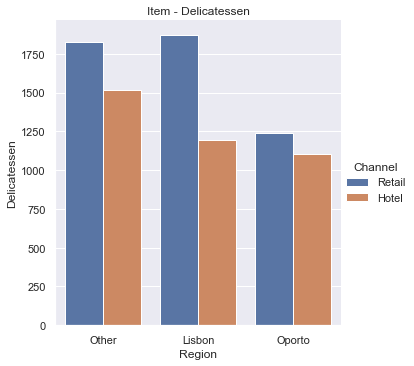 Item - Delicatessen
1750
1500
1250
1000
750
500
250
0
Delicatessen
Other Lisbon Oporto
Region
Channel
Retail
Hotel